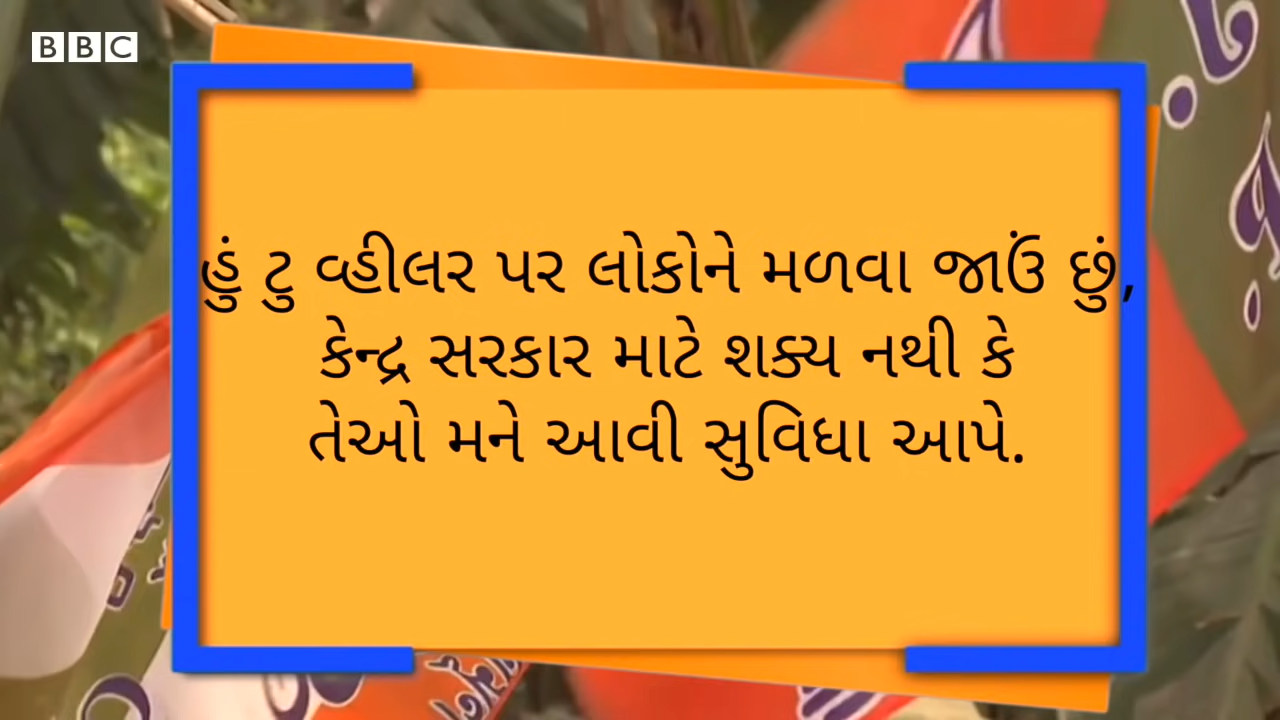 BBC
હું ટુ વ્હીલર પર લોકોને મળવા જાઉં છું,
કેન્દ્ર સરકાર માટે શક્ય નથી કે
તેઓ મને આવી સુવિધા આપે.